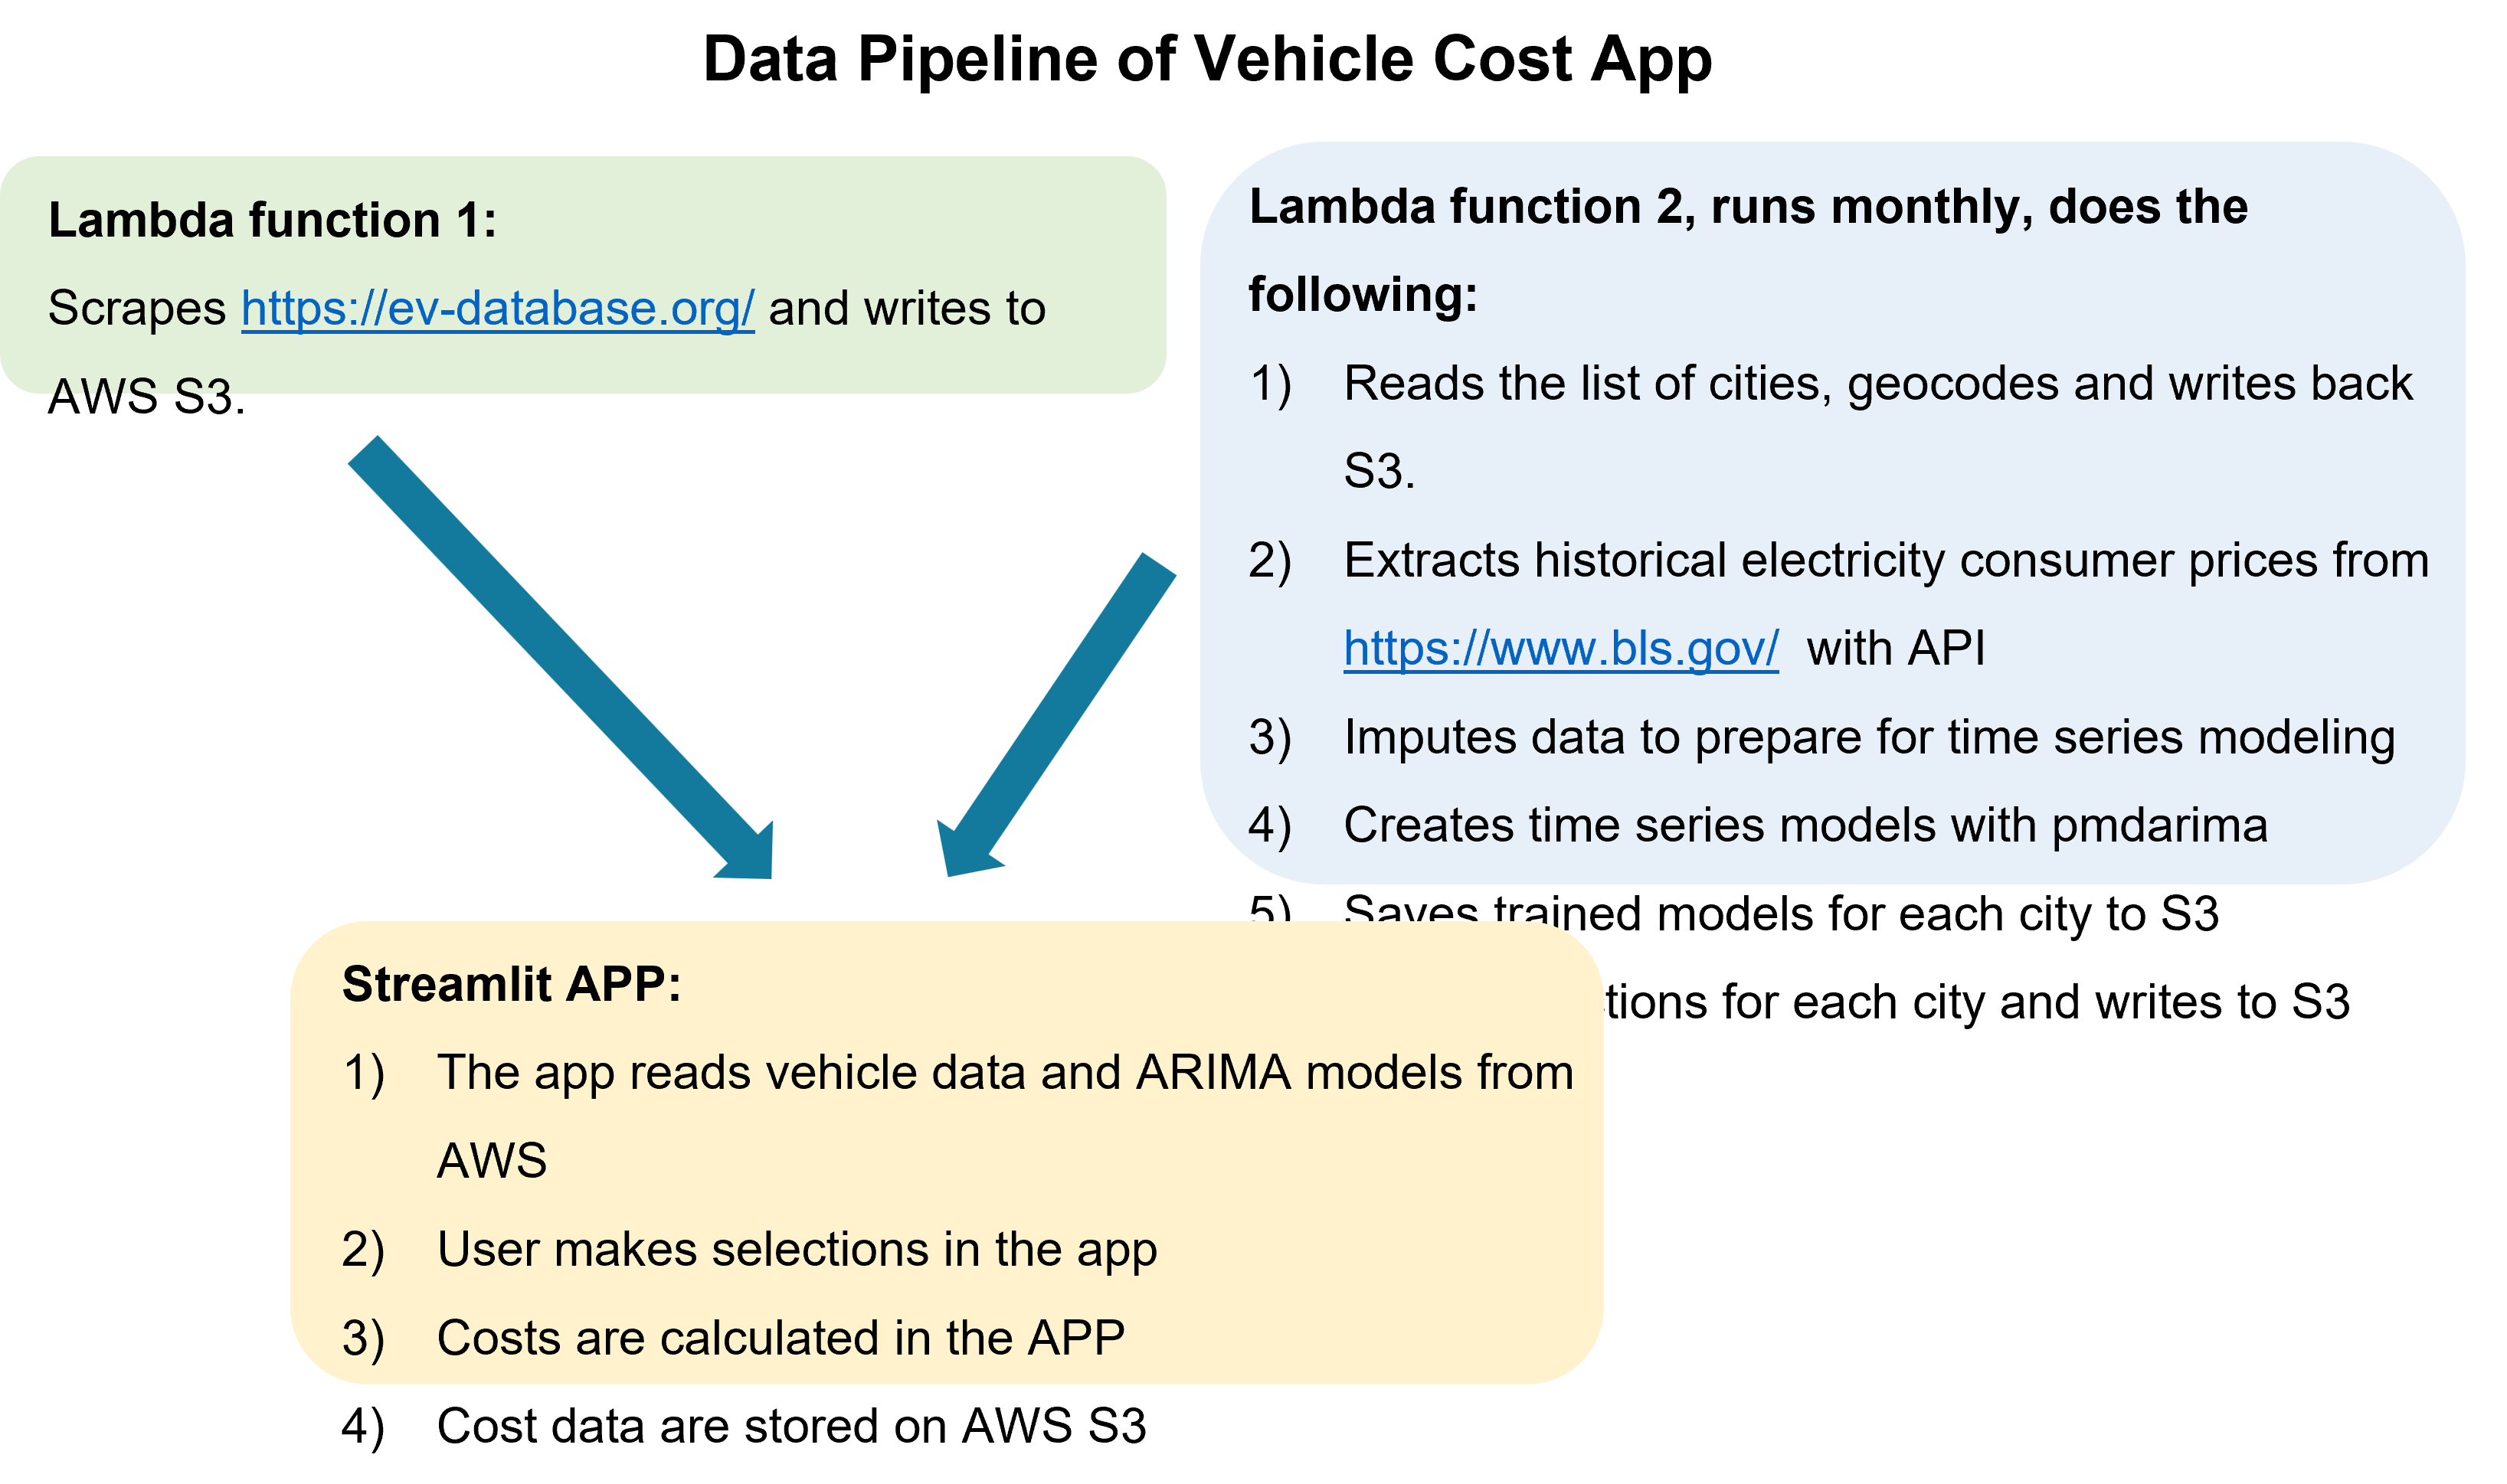 Data Pipeline of Vehicle Cost App
Lambda function 1:
Scrapes https://ev-database.org/ and writes to
AWS S3.
Lambda function 2, runs monthly, does the
following:
1) Reads the list of cities, geocodes and writes back
S3.
2) Extracts historical electricity consumer prices from
https://www.bls.gov/ with API
3) Imputes data to prepare for time series modeling
4) Creates time series models with pmdarima
5) Saves trained models for each city to S3
for each city and writes to S3
Streamlit APP:
1) The app reads vehicle data and ARIMA models from
AWS
2) User makes selections in the app
3) Costs are calculated in the APP
4) Cost data are stored on AWS S3